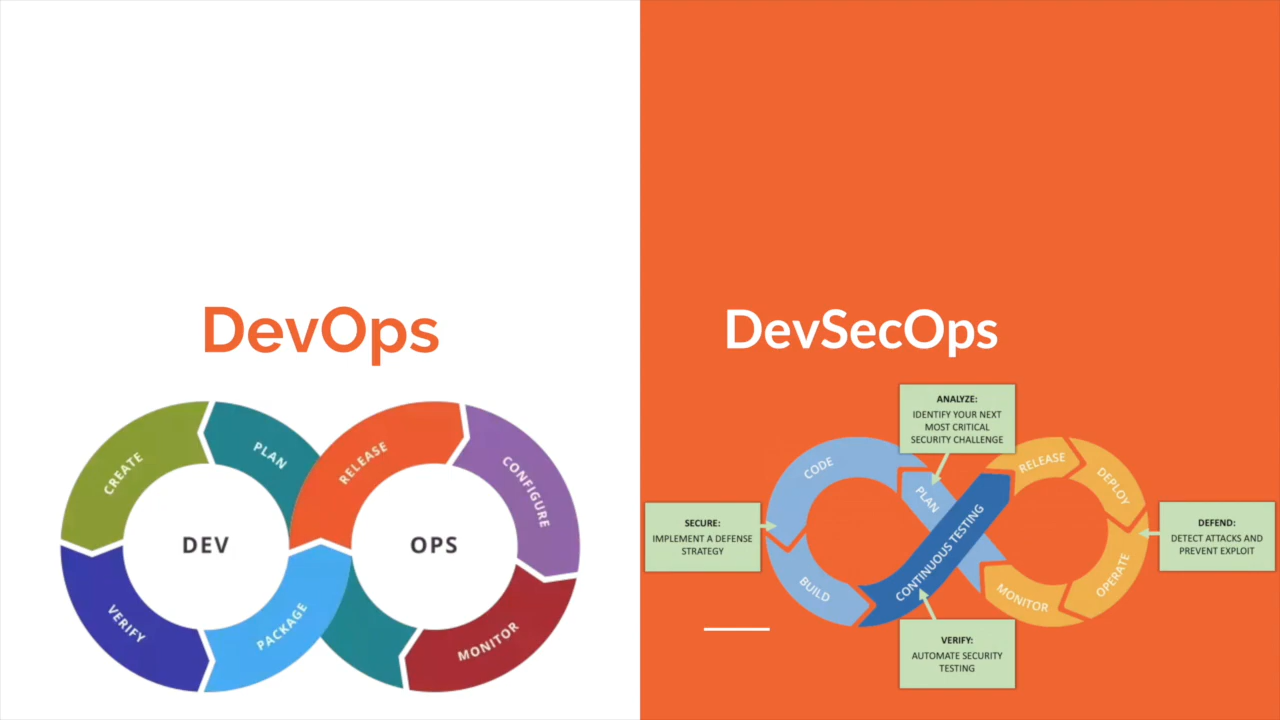 DevOps
CREATE
PLAN
RELEASE
CONFIGURE
DEV
OPS
VERIFY
PACKAGE
MONITOR
DevSecOps
ANALYZE:
IDENTIFY YOUR NEXT
MOST CRITICAL
SECURITY CHALLENGE
CODE
PLAN
RELEASE
DEPLOY
SECURE:
IMPLEMENT A DEFENSE
STRATEGY
CONTINUOUS TESTING
DEFEND:
DETECT ATTACKS AND
PREVENT EXPLOIT
BUILD
MONITOR
OPERATE
VERIFY:
AUTOMATE SECURITY
TESTING